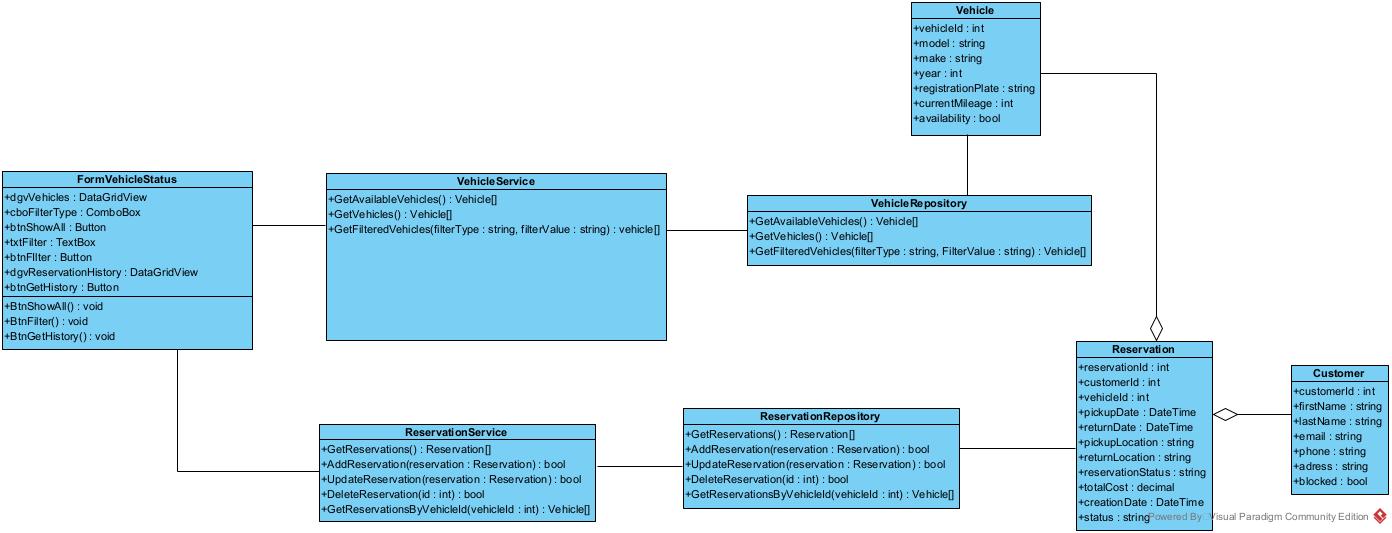 Vehicle
+vehicleId : int
+model : string
+make : string
+year : int
+registrationPlate : string
+currentMileage : int
+availability : bool
FormVehicleStatus
+dgvVehicles : DataGridView
+cboFilterType : ComboBox
+btnShowAll : Button
+txtFilter : TextBox
+btnFIlter : Button
+dgvReservationHistory : DataGridView
+btnGetHistory : Button
+BtnShowAll() : void
+BtnFilter() : void
+BtnGetHistory() : void
VehicleService
+GetAvailableVehicles() : Vehicle[]
+GetVehicles() : Vehicle[]
+GetFilteredVehicles(filterType : string, filterValue : string) : vehicle[]
VehicleRepository
+GetAvailableVehicles() : Vehicle[]
+GetVehicles() : Vehicle[]
+GetFilteredVehicles(filterType : string, FilterValue : string) : Vehicle[]
Reservation
+reservationId : int
+customerId : int
+vehicleId : int
+pickupDate : DateTime
+returnDate : DateTime
+pickupLocation : string
+returnLocation : string
+reservationStatus : string
+totalCost : decimal
+creationDate : DateTime
+status : string
Customer
+customerId : int
+firstName : string
+lastName : string
+email : string
+phone : string
+adress : string
+blocked : bool
ReservationService
+GetReservations() : Reservation[]
+AddReservation(reservation : Reservation) : bool
+UpdateReservation(reservation : Reservation) : bool
+DeleteReservation(id : int) : bool
+GetReservationsByVehicleId(vehicleId : int) : Vehicle[]
ReservationRepository
+GetReservations() : Reservation[]
+AddReservation(reservation : Reservation) : bool
+UpdateReservation(reservation : Reservation) : bool
+DeleteReservation(id : int) : bool
+GetReservationsByVehicleId(vehicleId : int) : Vehicle[]
Powered By Visual Paradigm Community Edition